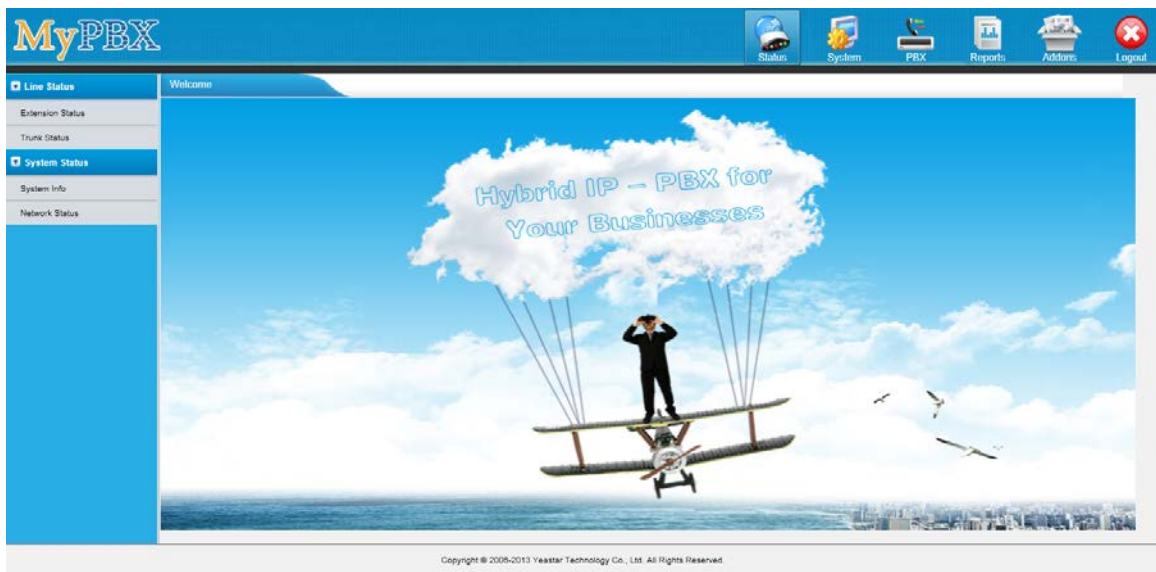 MyPBX
Status
System
PBX
Reports
Addons
Logout
Line Status
Welcome
Extension Status
Trunk Status
System Status
System Info
Network Status
Hybrid IP – PBX for
Your Businesses
Copyright © 2006-2013 Yeastar Technology Co., Ltd. All Rights Reserved.